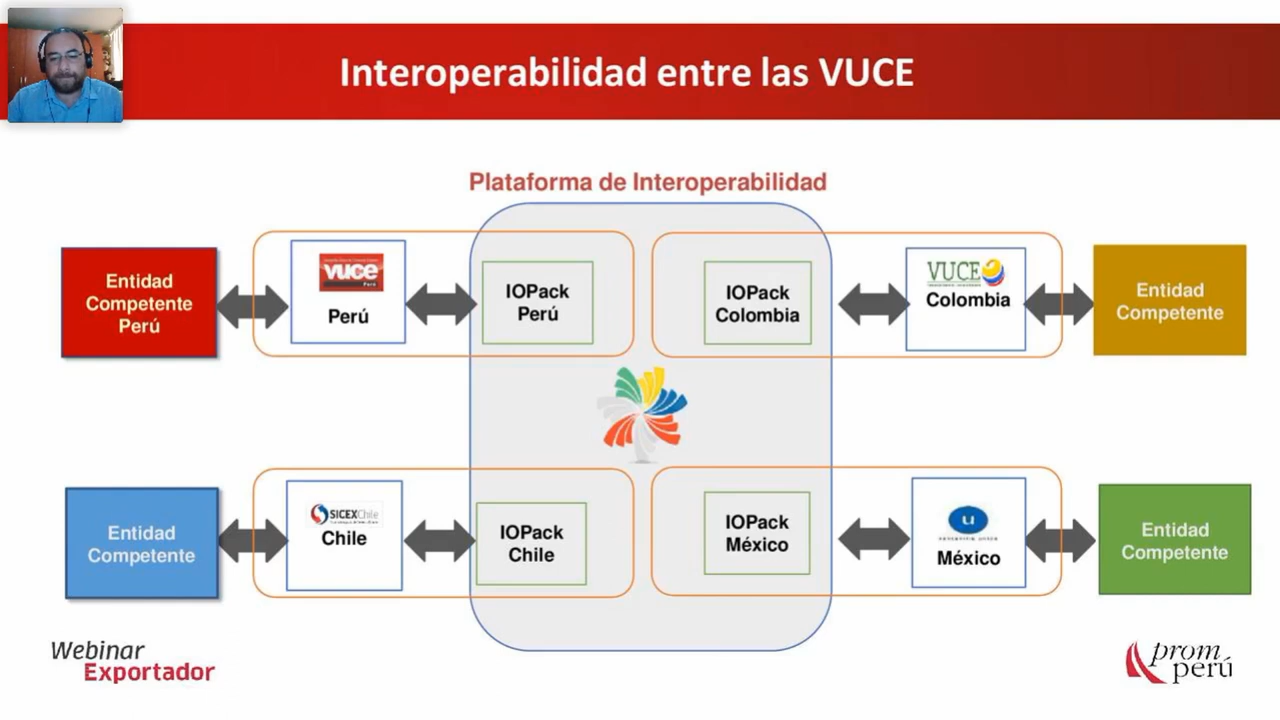 Interoperabilidad entre las VUCE
Plataforma de Interoperabilidad
Entidad
Competente
Perú
vuce
Perú
IOPack
Perú
IOPack
Colombia
VUCE
Colombia
Entidad
Competente
Entidad
Competente
SICEXChile
Chile
IOPack
Chile
IOPack
México
u
México
Entidad
Competente
Webinar
Exportador
prom
perú